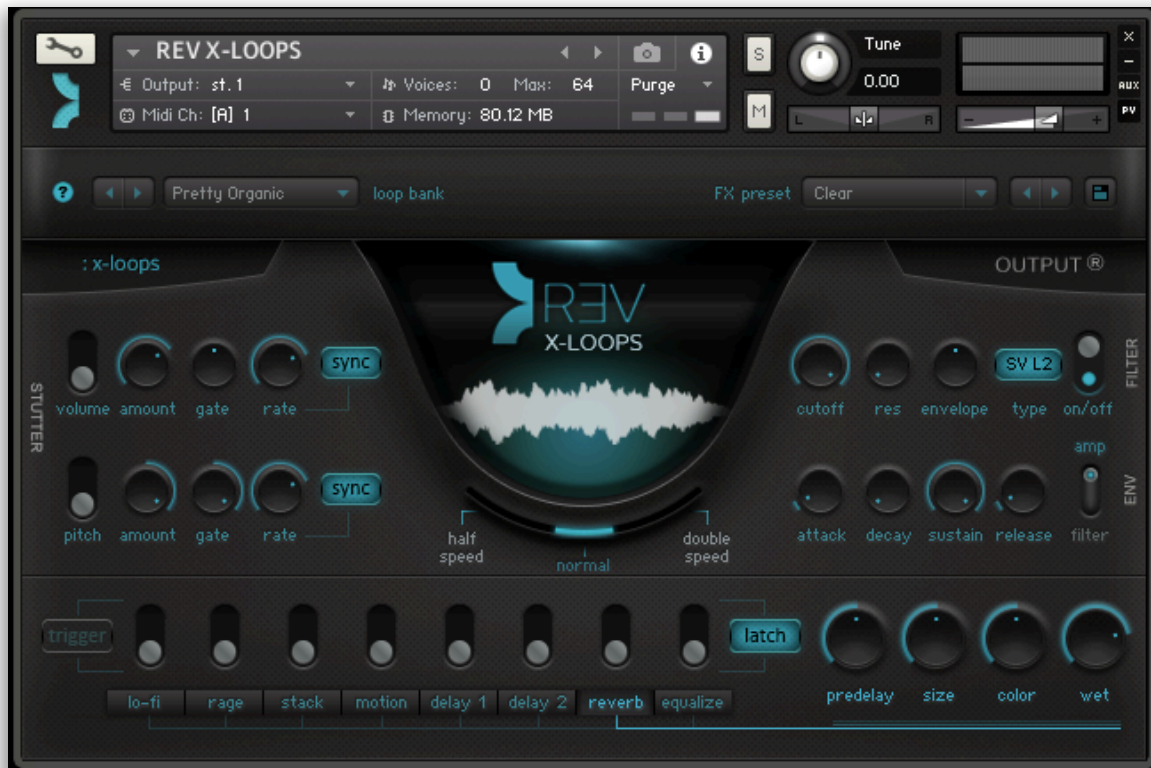 REV X-LOOPS
i
S
Tune
X
-
Output: st. 1
Voices: 0 Max: 64
Purge
0.00
AUX
Midi Ch: [A] 1
Memory: 80.12 MB
M
L R
- +
PV
? Pretty Organic loop bank FX preset Clear
: x-loops
OUTPUT ®
REV
X-LOOPS
STUTTER
sync
volume amount gate rate
SV L2
cutoff res envelope type on/off
FILTER
amp
sync
pitch amount gate rate
attack decay sustain release filter
ENV
half speed
normal
double speed
trigger
latch
predelay size color wet
lo-fi rage stack motion delay 1 delay 2 reverb equalize